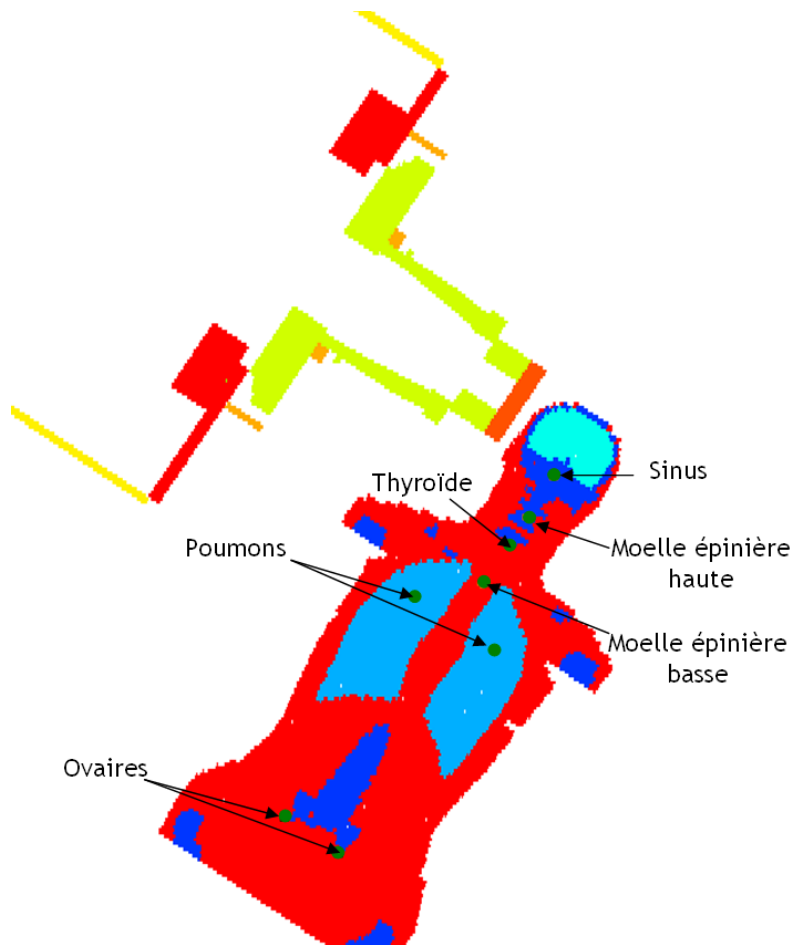 Sinus
Thyroïde
Poumons
Moelle épinière
haute
Moelle épinière
basse
Ovaires